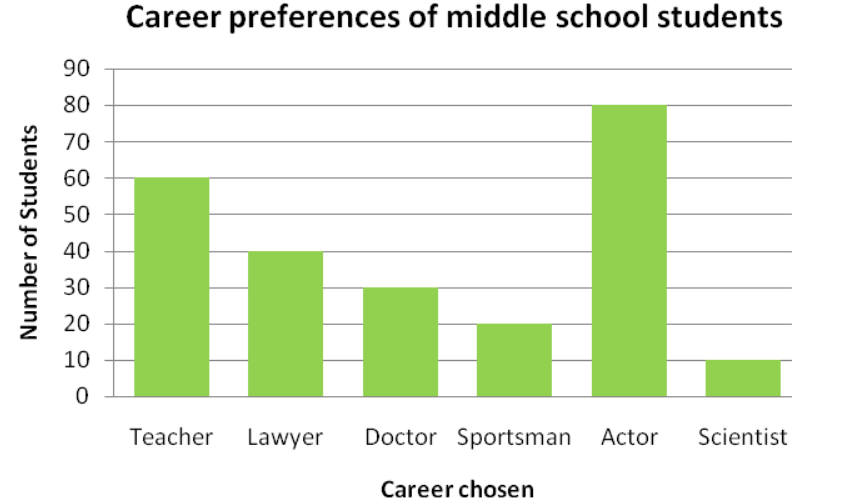 Career preferences of middle school students
Number of Students
90
80
70
60
50
40
30
20
10
0
Teacher Lawyer Doctor Sportsman Actor Scientist
Career chosen